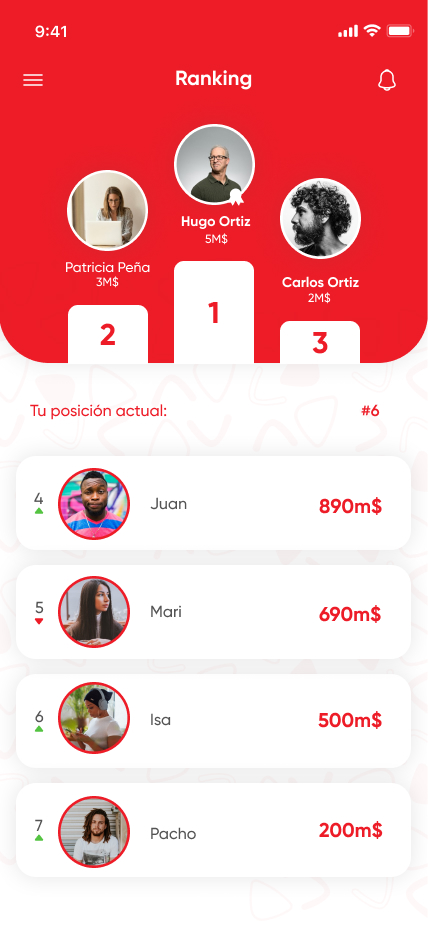 9:41
Ranking
Hugo Ortiz
5M$
Patricia Peña
3M$
Carlos Ortiz
2M$
1
2
3
Tu posición actual:
#6
4
Juan
890m$
5
Mari
690m$
6
Isa
500m$
7
Pacho
200m$